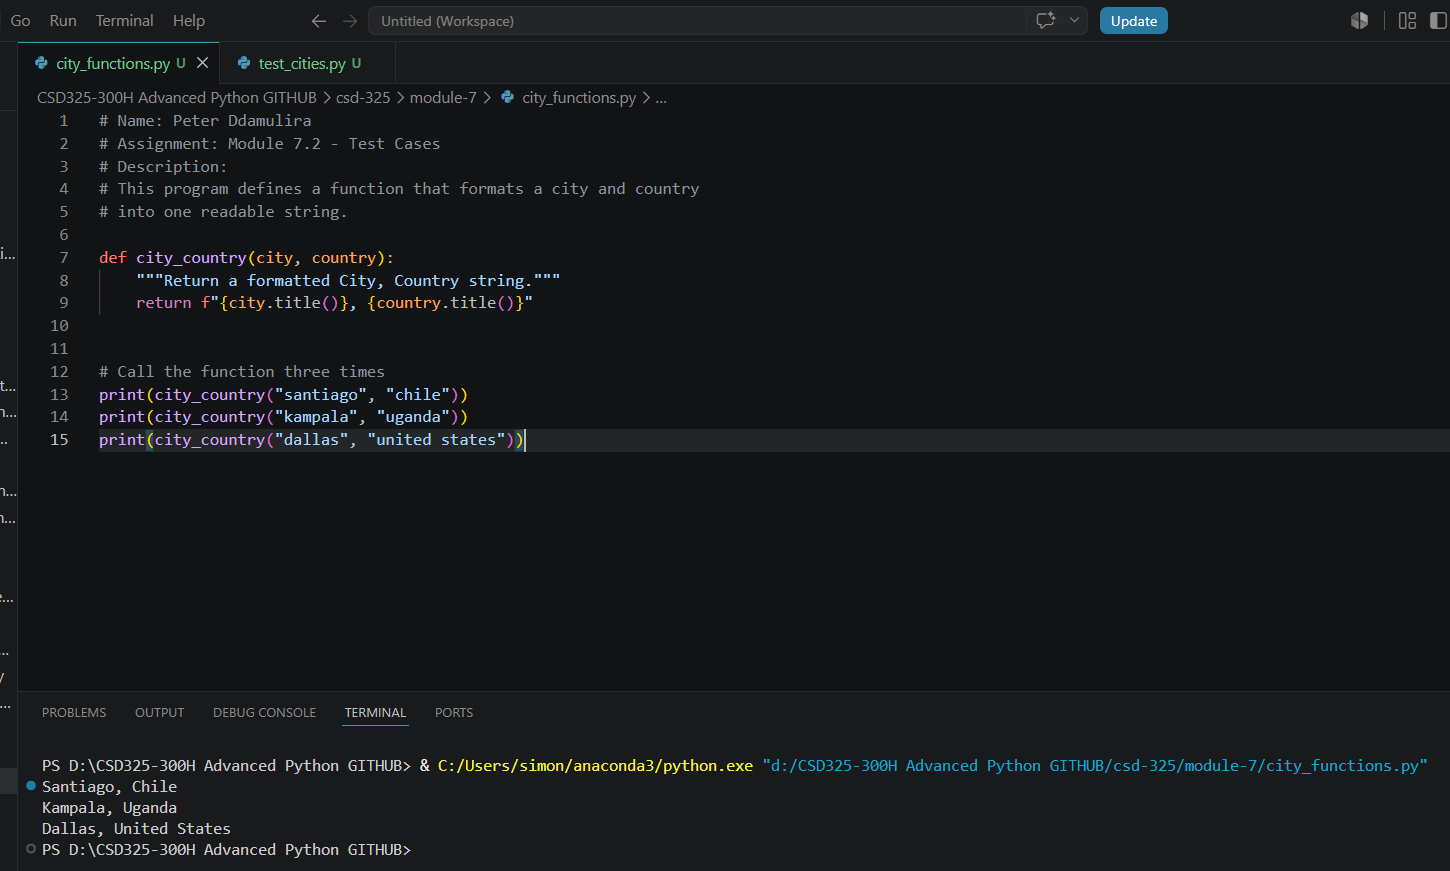 Go Run Terminal Help Untitled (Workspace) Update
city_functions.py U test_cities.py U
CSD325-300H Advanced Python GITHUB > csd-325 > module-7 > city_functions.py > ...
1 # Name: Peter Ddamulira
2 # Assignment: Module 7.2 - Test Cases
3 # Description:
4 # This program defines a function that formats a city and country
5 # into one readable string.
6
7 def city_country(city, country):
8     """Return a formatted City, Country string."""
9     return f"{city.title()}, {country.title()}"
10
11
12 # Call the function three times
13 print(city_country("santiago", "chile"))
14 print(city_country("kampala", "uganda"))
15 print(city_country("dallas", "united states"))
PROBLEMS OUTPUT DEBUG CONSOLE TERMINAL PORTS
PS D:\CSD325-300H Advanced Python GITHUB> & C:/Users/simon/anaconda3/python.exe "d:/CSD325-300H Advanced Python GITHUB/csd-325/module-7/city_functions.py"
Santiago, Chile
Kampala, Uganda
Dallas, United States
PS D:\CSD325-300H Advanced Python GITHUB>